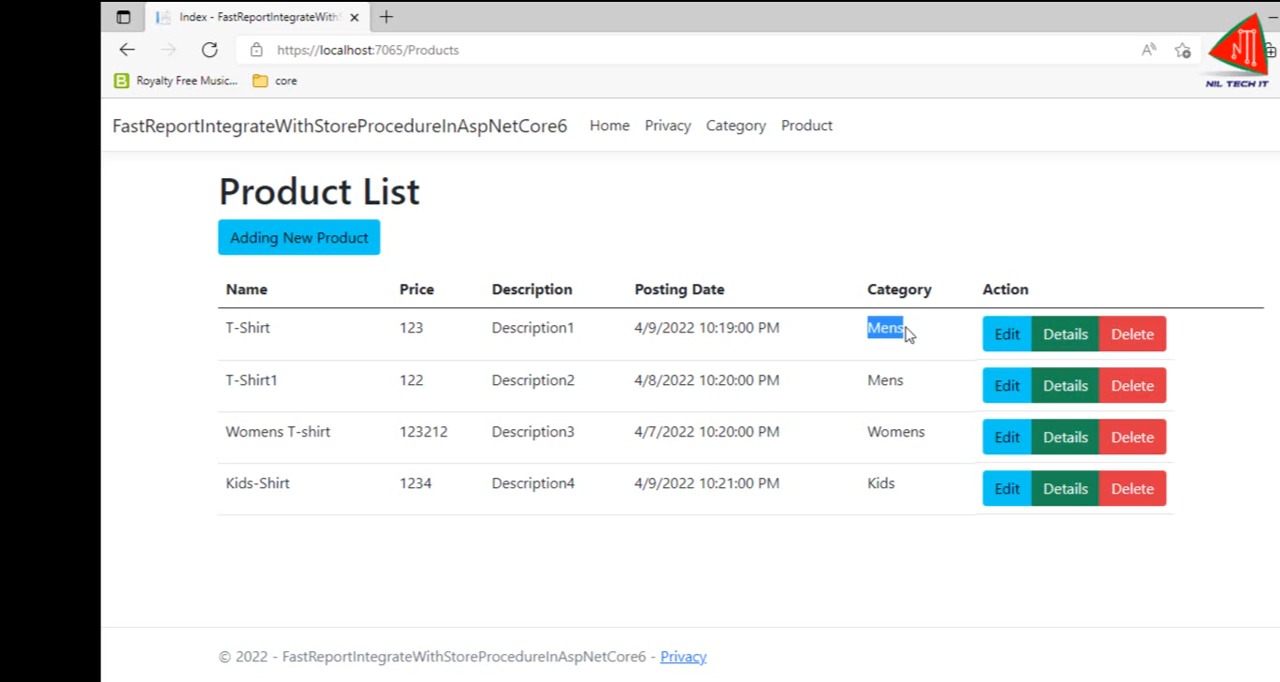 Index - FastReportIntegrateWithS
https://localhost:7065/Products
Royalty Free Music... core
NIL TECH IT
FastReportIntegrateWithStoreProcedureInAspNetCore6 Home Privacy Category Product
Product List
Adding New Product
Name Price Description Posting Date Category Action
T-Shirt 123 Description1 4/9/2022 10:19:00 PM Mens Edit Details Delete
T-Shirt1 122 Description2 4/8/2022 10:20:00 PM Mens Edit Details Delete
Womens T-shirt 123212 Description3 4/7/2022 10:20:00 PM Womens Edit Details Delete
Kids-Shirt 1234 Description4 4/9/2022 10:21:00 PM Kids Edit Details Delete
© 2022 - FastReportIntegrateWithStoreProcedureInAspNetCore6 - Privacy